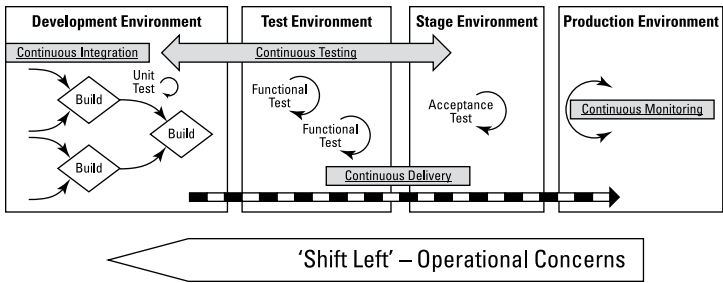 Development Environment
Test Environment
Stage Environment
Production Environment
Continuous Integration
Continuous Testing
Unit
Test
Build
Build
Build
Functional
Test
Functional
Test
Acceptance
Test
Continuous Monitoring
Continuous Delivery
‘Shift Left’ – Operational Concerns